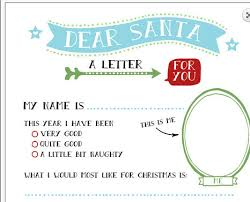 DEAR SANTA
A LETTER FOR YOU
MY NAME IS
THIS YEAR I HAVE BEEN
VERY GOOD
QUITE GOOD
A LITTLE BIT NAUGHTY
THIS IS ME
ME
WHAT I WOULD MOST LIKE FOR CHRISTMAS IS: